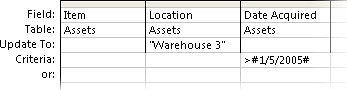 Field: Item Location Date Acquired
Table: Assets Assets Assets
Update To: "Warehouse 3"
Criteria: >#1/5/2005#
or: